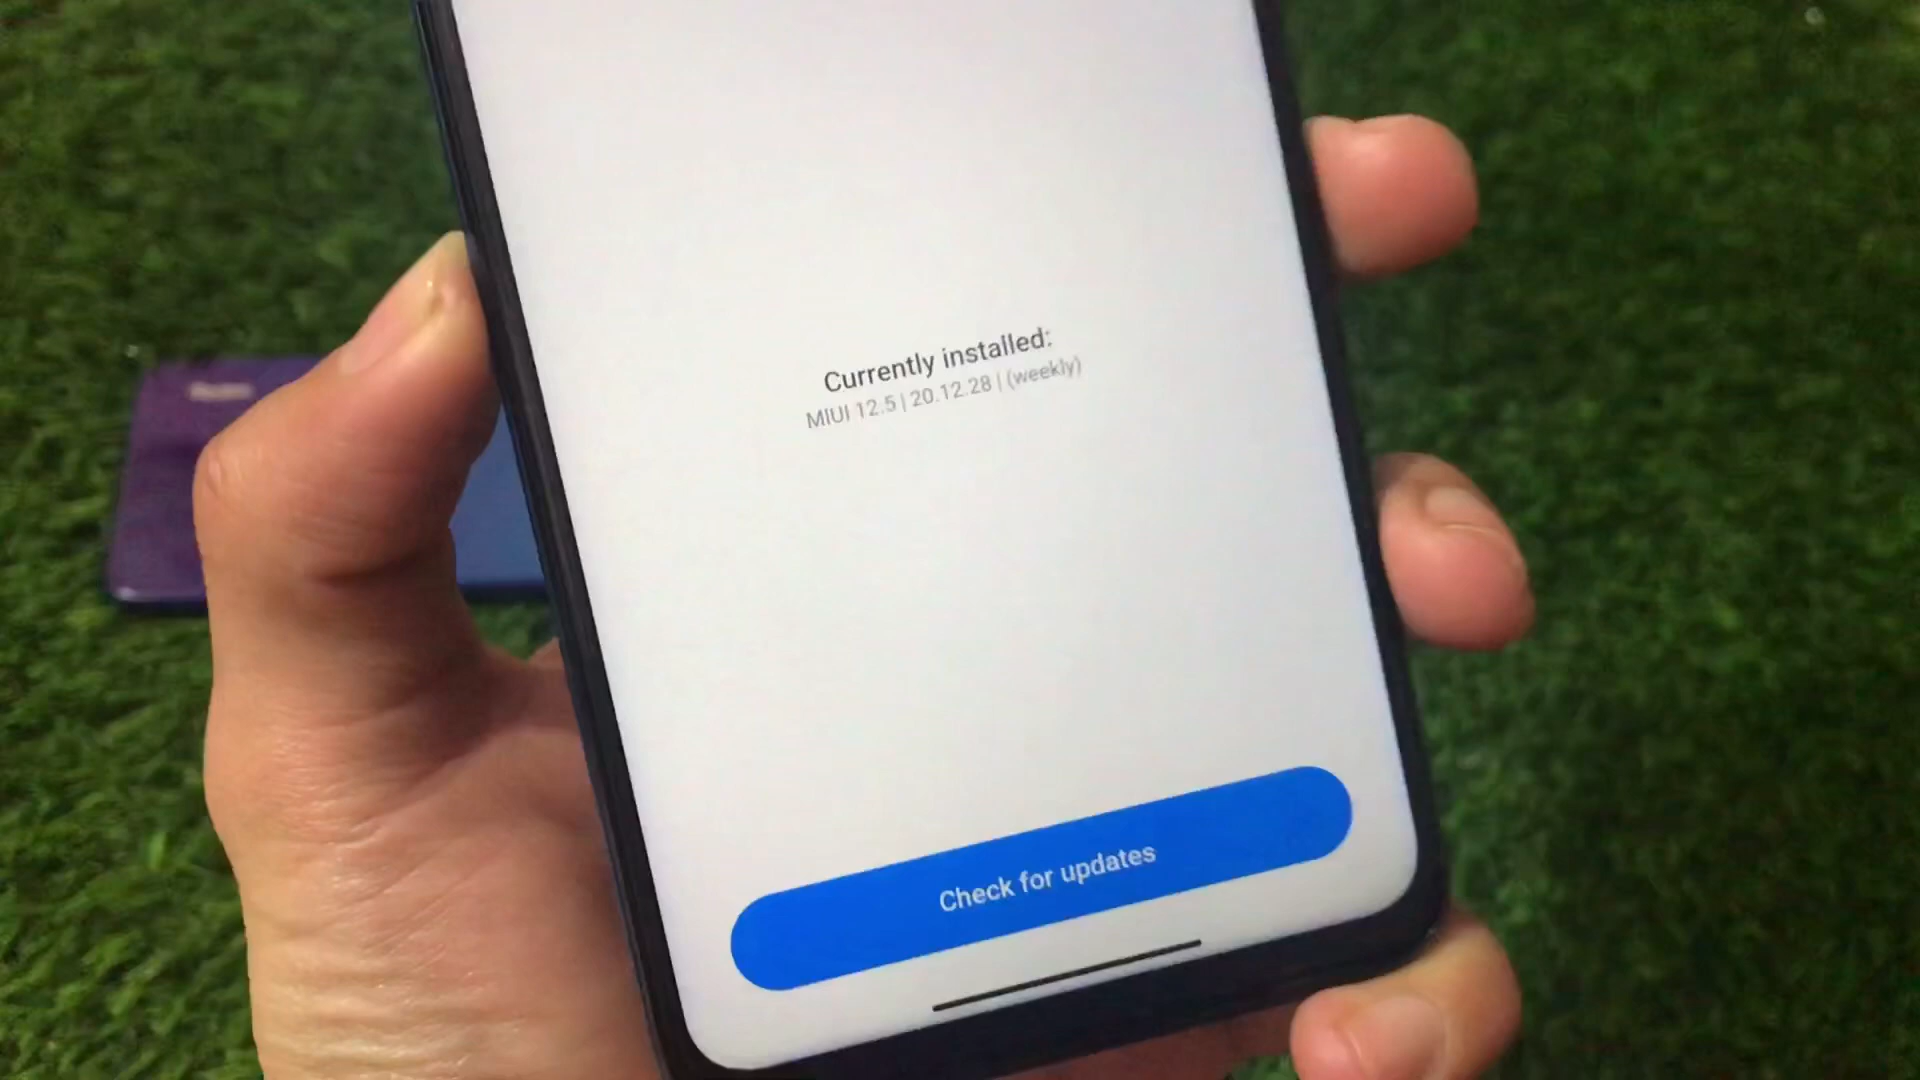 Currently installed:
MIUI 12.5 | 20.12.28 | (weekly)
Check for updates